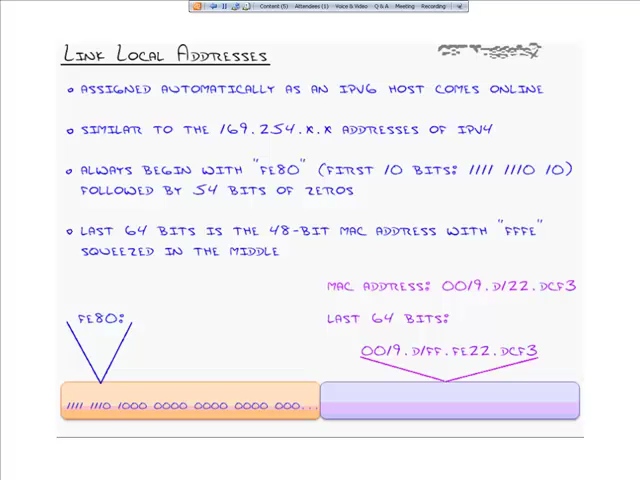 Content (5) Attendees (1) Voice & Video Q & A Meeting Recording
LINK LOCAL ADDRESSES
ASSIGNED AUTOMATICALLY AS AN IPV6 HOST COMES ONLINE
SIMILAR TO THE 169.254.X.X ADDRESSES OF IPV4
ALWAYS BEGIN WITH "FE80" (FIRST 10 BITS: 1111 1110 10)
FOLLOWED BY 54 BITS OF ZEROS
LAST 64 BITS IS THE 48-BIT MAC ADDRESS WITH "FFFE"
SQUEEZED IN THE MIDDLE
MAC ADDRESS: 0019.D122.DCF3
FE80:
LAST 64 BITS:
0019.D1FF.FE22.DCF3
1111 1110 1000 0000 0000 0000 000...